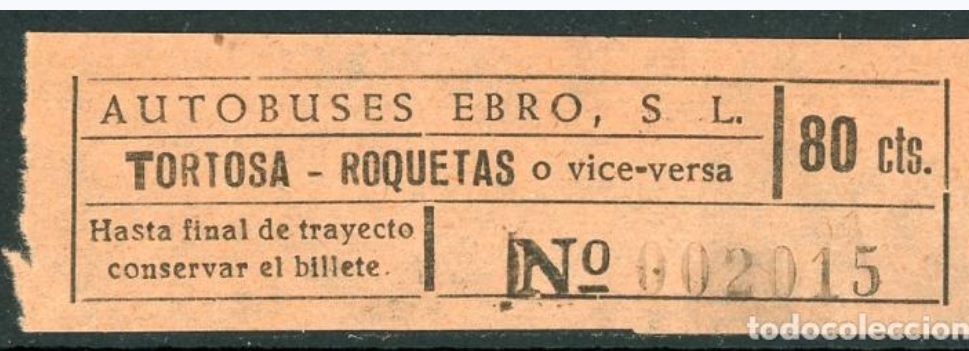 AUTOBUSES EBRO, S. L.
80 cts.
TORTOSA - ROQUETAS o vice-versa
Hasta final de trayecto
conservar el billete.
Nº 002015
todocoleccion